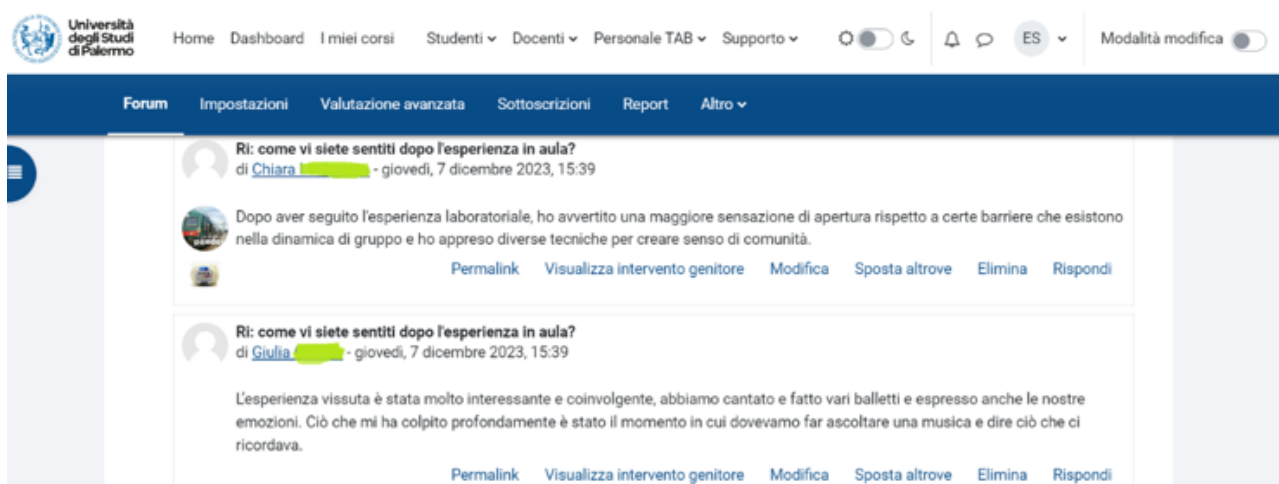 Università
degli Studi
di Palermo
Home Dashboard I miei corsi Studenti Docenti Personale TAB Supporto ES Modalità modifica
Forum Impostazioni Valutazione avanzata Sottoscrizioni Report Altro
Ri: come vi siete sentiti dopo l'esperienza in aula?
di Chiara - giovedì, 7 dicembre 2023, 15:39
Dopo aver seguito l'esperienza laboratoriale, ho avvertito una maggiore sensazione di apertura rispetto a certe barriere che esistono
nella dinamica di gruppo e ho appreso diverse tecniche per creare senso di comunità.
Permalink Visualizza intervento genitore Modifica Sposta altrove Elimina Rispondi
Ri: come vi siete sentiti dopo l'esperienza in aula?
di Giulia - giovedì, 7 dicembre 2023, 15:39
L'esperienza vissuta è stata molto interessante e coinvolgente, abbiamo cantato e fatto vari balletti e espresso anche le nostre
emozioni. Ciò che mi ha colpito profondamente è stato il momento in cui dovevamo far ascoltare una musica e dire ciò che ci
ricordava.
Permalink Visualizza intervento genitore Modifica Sposta altrove Elimina Rispondi